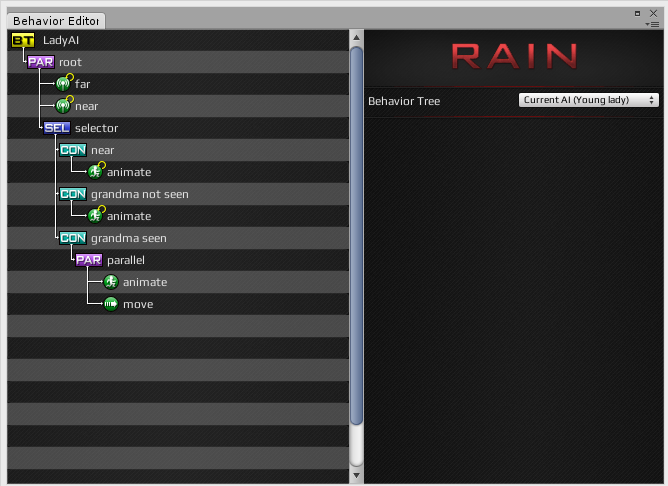 Behavior Editor
BT LadyAI
PAR root
far
near
SEL selector
CON near
animate
CON grandma not seen
animate
CON grandma seen
PAR parallel
animate
move
RAIN
Behavior Tree Current AI (Young lady)